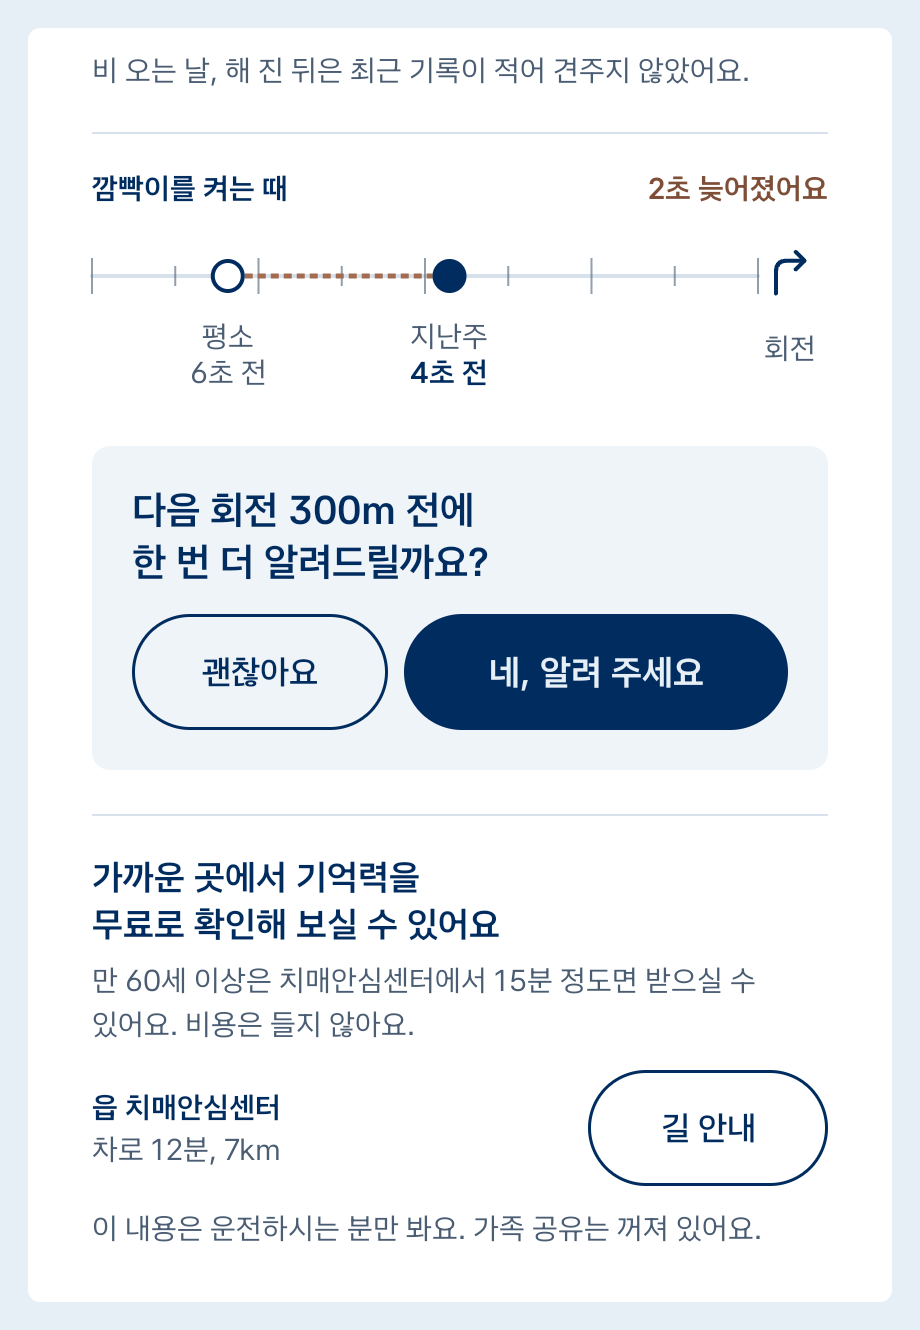 비 오는 날, 해 진 뒤은 최근 기록이 적어 견주지 않았어요.
깜빡이를 켜는 때
2초 늦어졌어요
평소
6초 전
지난주
4초 전
회전
다음 회전 300m 전에
한 번 더 알려드릴까요?
괜찮아요
네, 알려 주세요
가까운 곳에서 기억력을
무료로 확인해 보실 수 있어요
만 60세 이상은 치매안심센터에서 15분 정도면 받으실 수
있어요. 비용은 들지 않아요.
읍 치매안심센터
차로 12분, 7km
길 안내
이 내용은 운전하시는 분만 봐요. 가족 공유는 꺼져 있어요.